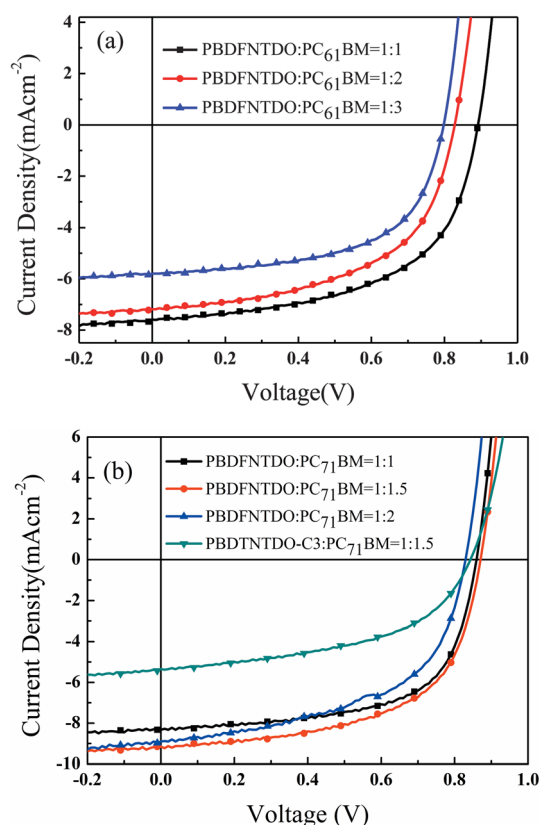 (a)
PBDFNTDO:PC61BM=1:1
PBDFNTDO:PC61BM=1:2
PBDFNTDO:PC61BM=1:3
Current Density(mAcm-2)
4
2
0
-2
-4
-6
-8
-0.2 0.0 0.2 0.4 0.6 0.8 1.0
Voltage(V)
(b)
PBDFNTDO:PC71BM=1:1
PBDFNTDO:PC71BM=1:1.5
PBDFNTDO:PC71BM=1:2
PBDTNTDO-C3:PC71BM=1:1.5
Current Density(mAcm-2)
6
4
2
0
-2
-4
-6
-8
-10
-0.2 0.0 0.2 0.4 0.6 0.8 1.0
Voltage (V)